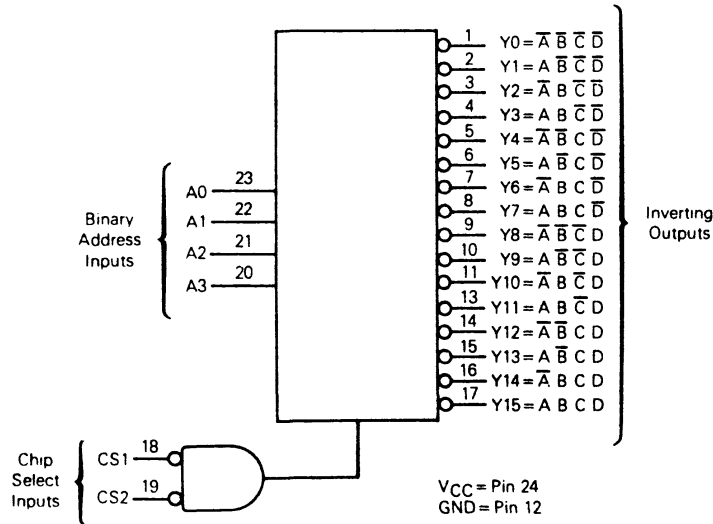 1 Y0 = A̅ B̅ C̅ D̅
2 Y1 = A B̅ C̅ D̅
3 Y2 = A̅ B C̅ D̅
4 Y3 = A B C̅ D̅
5 Y4 = A̅ B̅ C D̅
6 Y5 = A B̅ C D̅
7 Y6 = A̅ B C D̅
8 Y7 = A B C D̅
9 Y8 = A̅ B̅ C̅ D
10 Y9 = A B̅ C̅ D
11 Y10 = A̅ B C̅ D
13 Y11 = A B C̅ D
14 Y12 = A̅ B̅ C D
15 Y13 = A B̅ C D
16 Y14 = A̅ B C D
17 Y15 = A B C D
Inverting
Outputs
Binary
Address
Inputs
A0 23
A1 22
A2 21
A3 20
Chip
Select
Inputs
CS1 18
CS2 19
VCC = Pin 24
GND = Pin 12